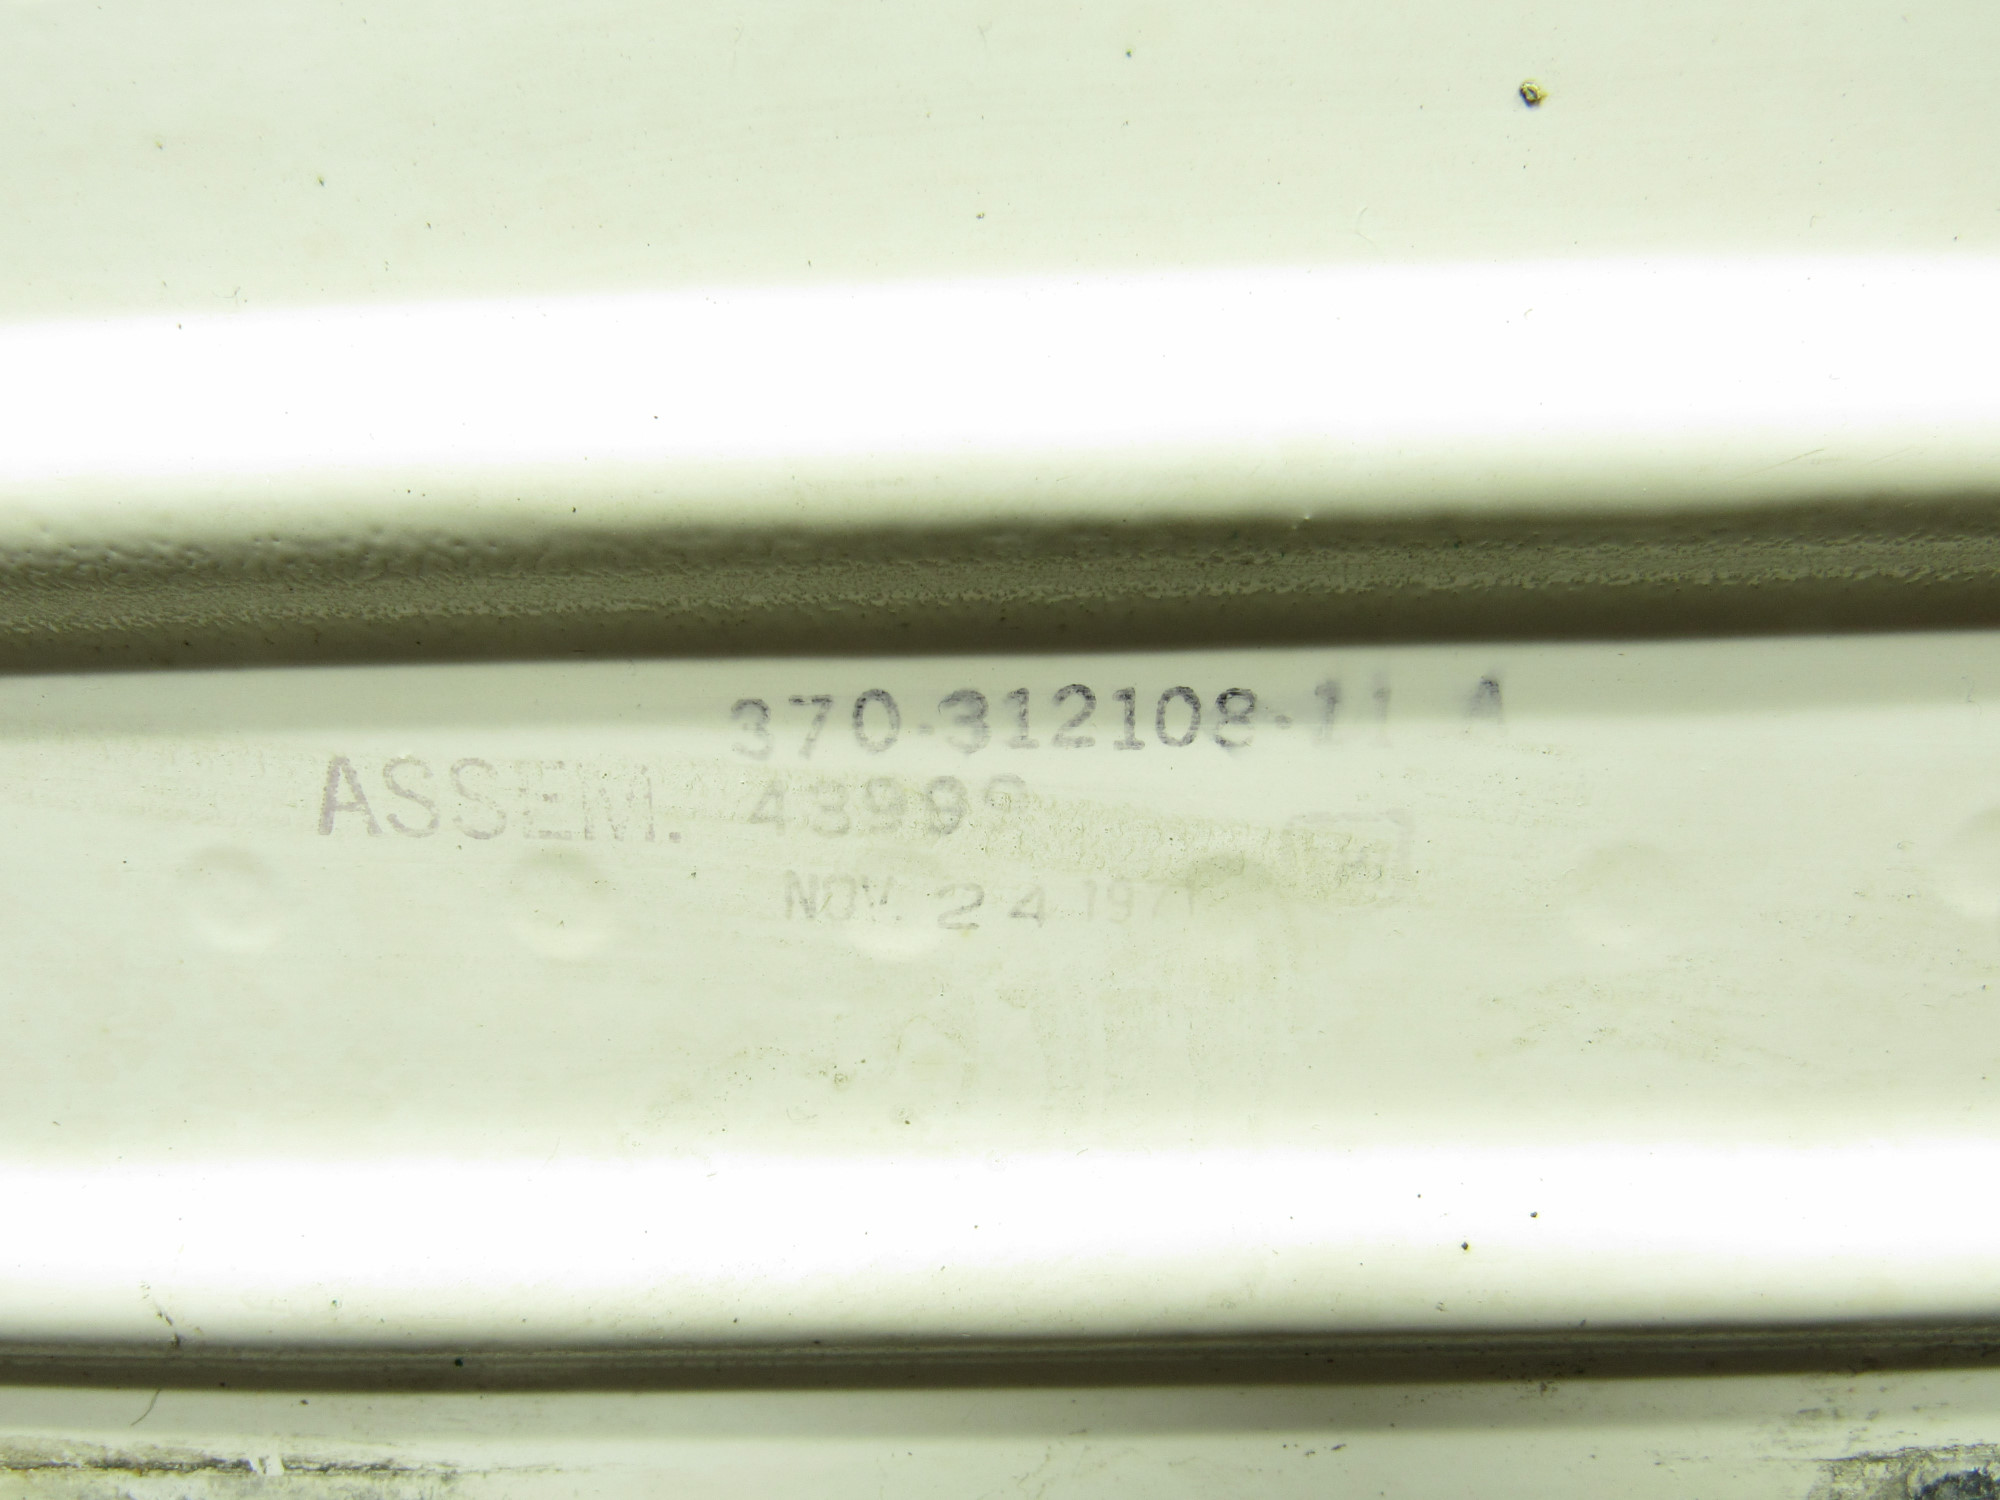 370-312108-11 A
ASSEM. 43999
NOV. 24 1971